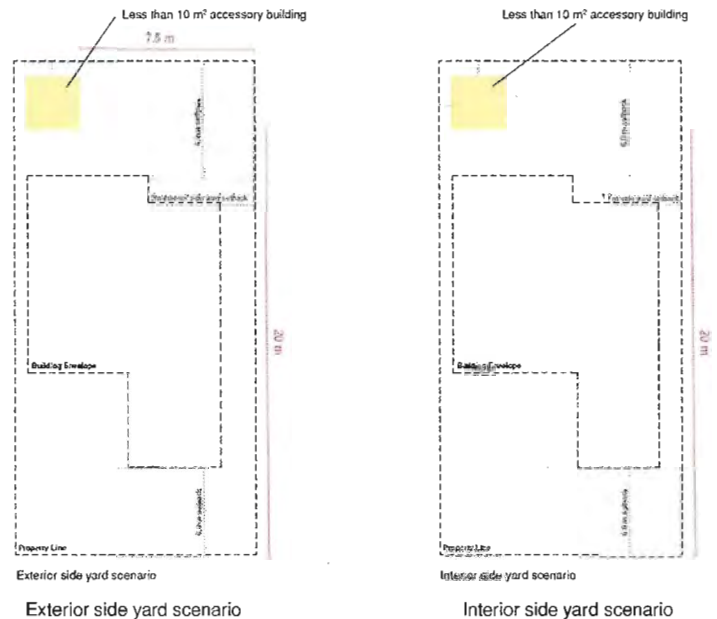 Less than 10 m² accessory building
7.5 m
20 m
Building Envelope
Property Line
Exterior side yard scenario
Exterior side yard scenario
Less than 10 m² accessory building
20 m
Building Envelope
Property Line
Interior side yard scenario
Interior side yard scenario